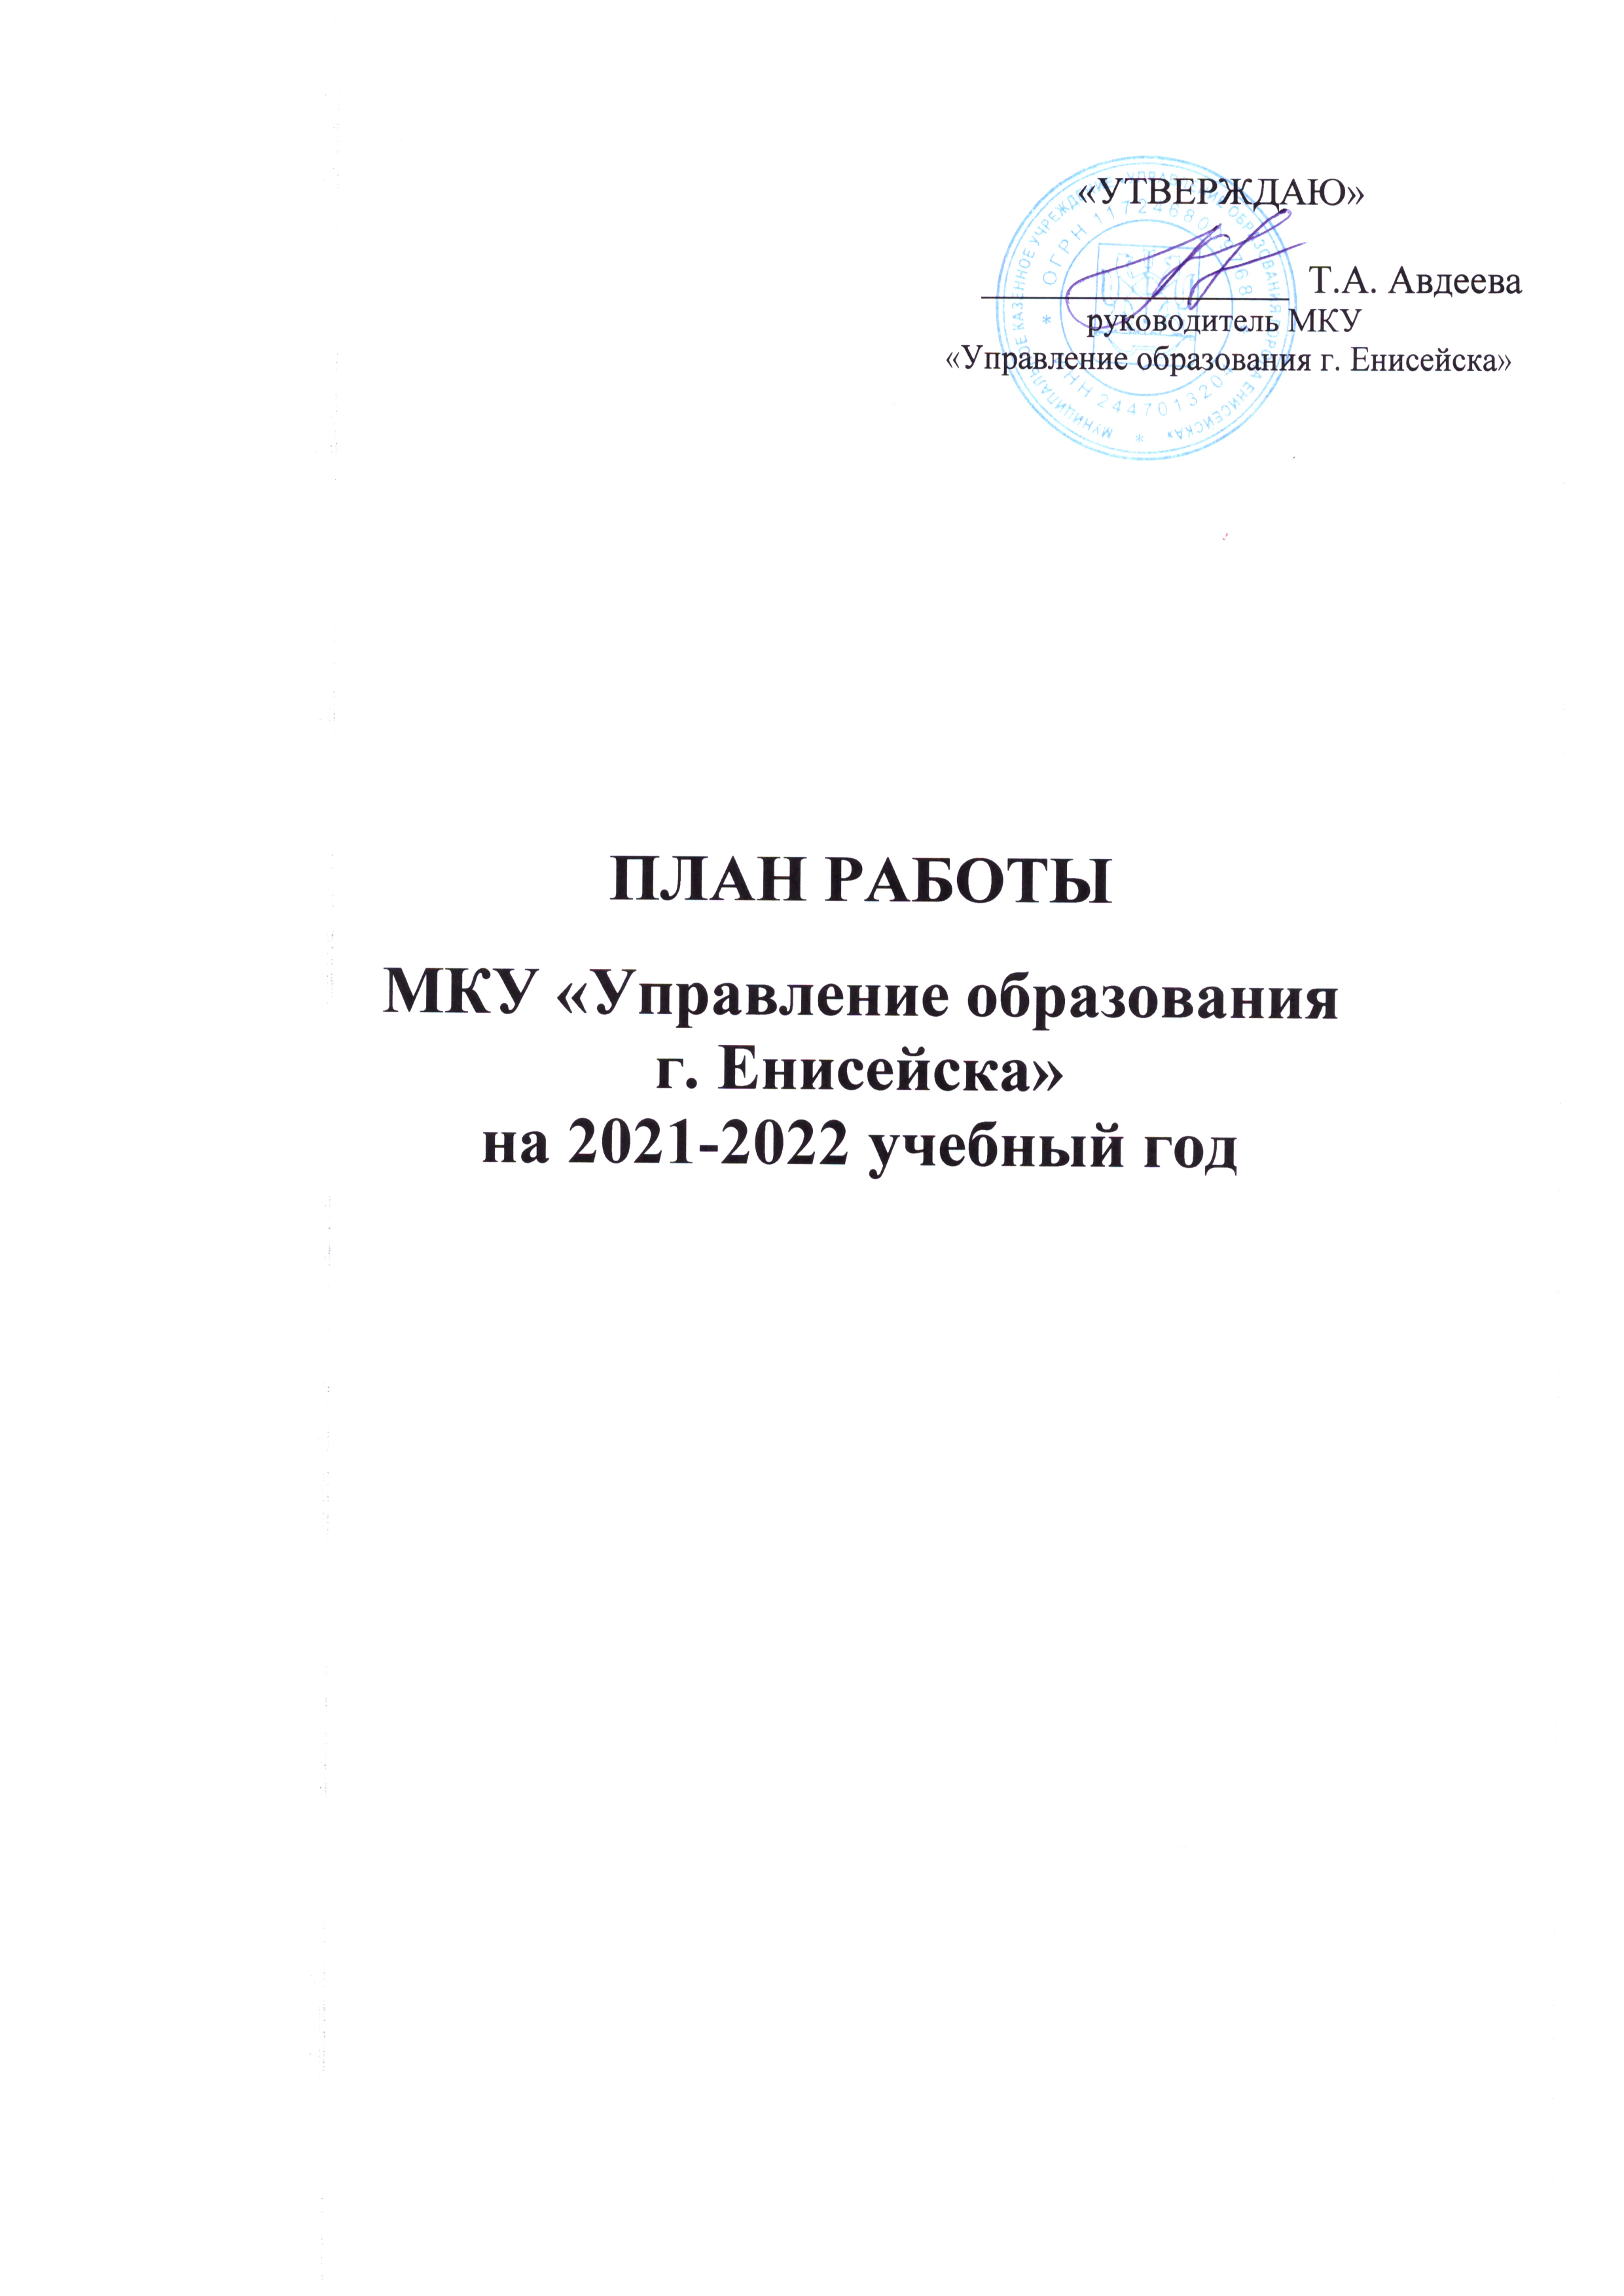 «УТВЕРЖДАЮ»
Т.А. Авдеева
руководитель МКУ
«Управление образования г. Енисейска»
ПЛАН РАБОТЫ
МКУ «Управление образования
г. Енисейска»
на 2021-2022 учебный год